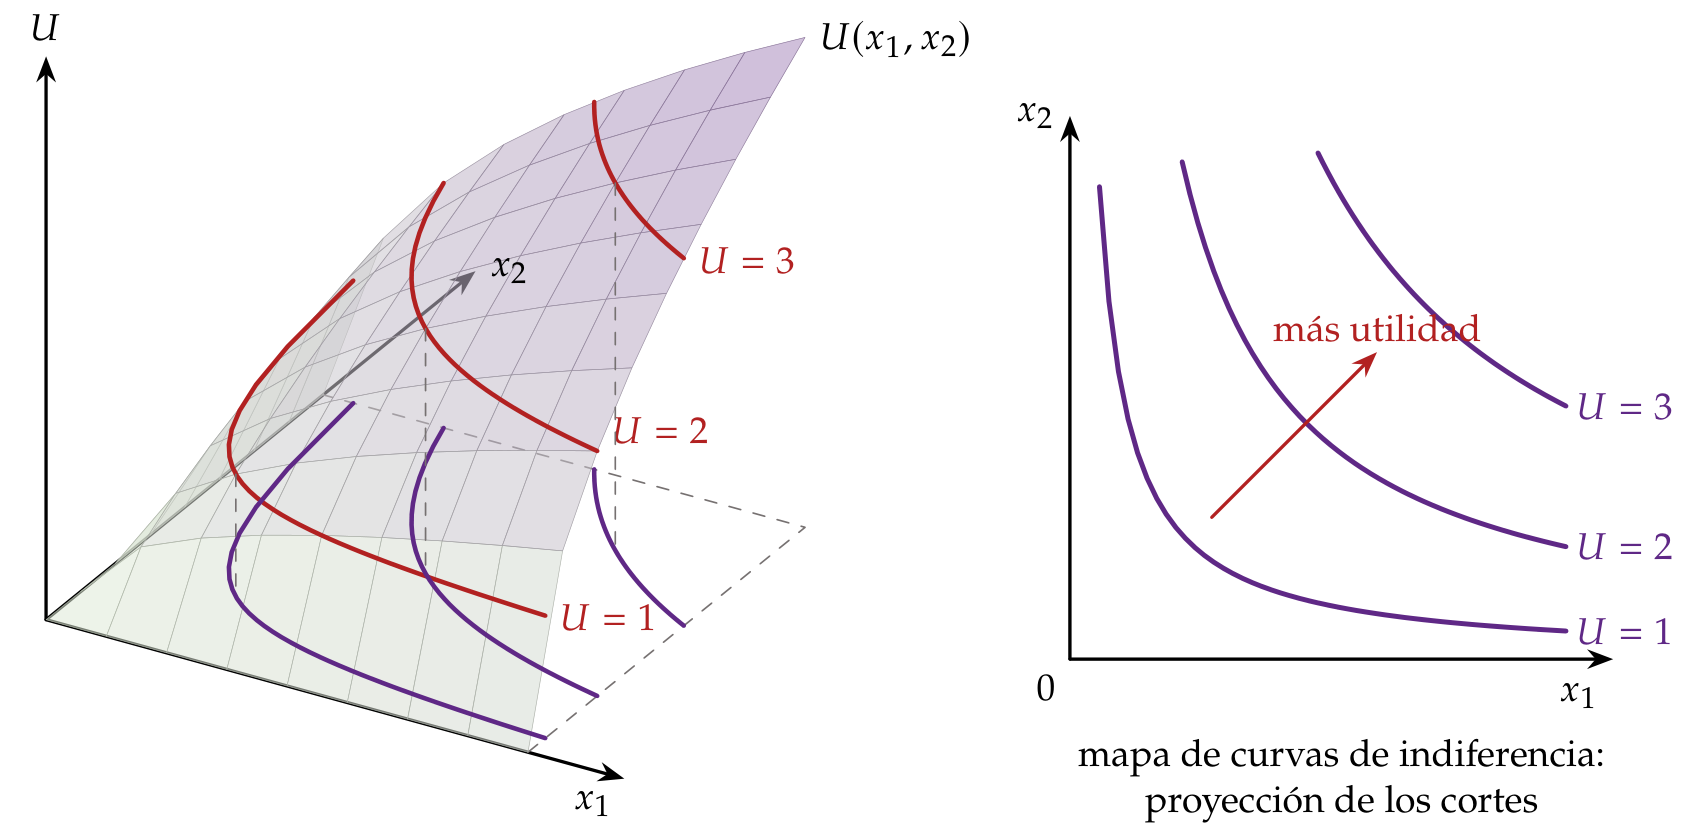 U
U(x₁, x₂)
x₂
U = 3
U = 2
U = 1
x₁
x₂
más utilidad
U = 3
U = 2
U = 1
0
x₁
mapa de curvas de indiferencia:
proyección de los cortes